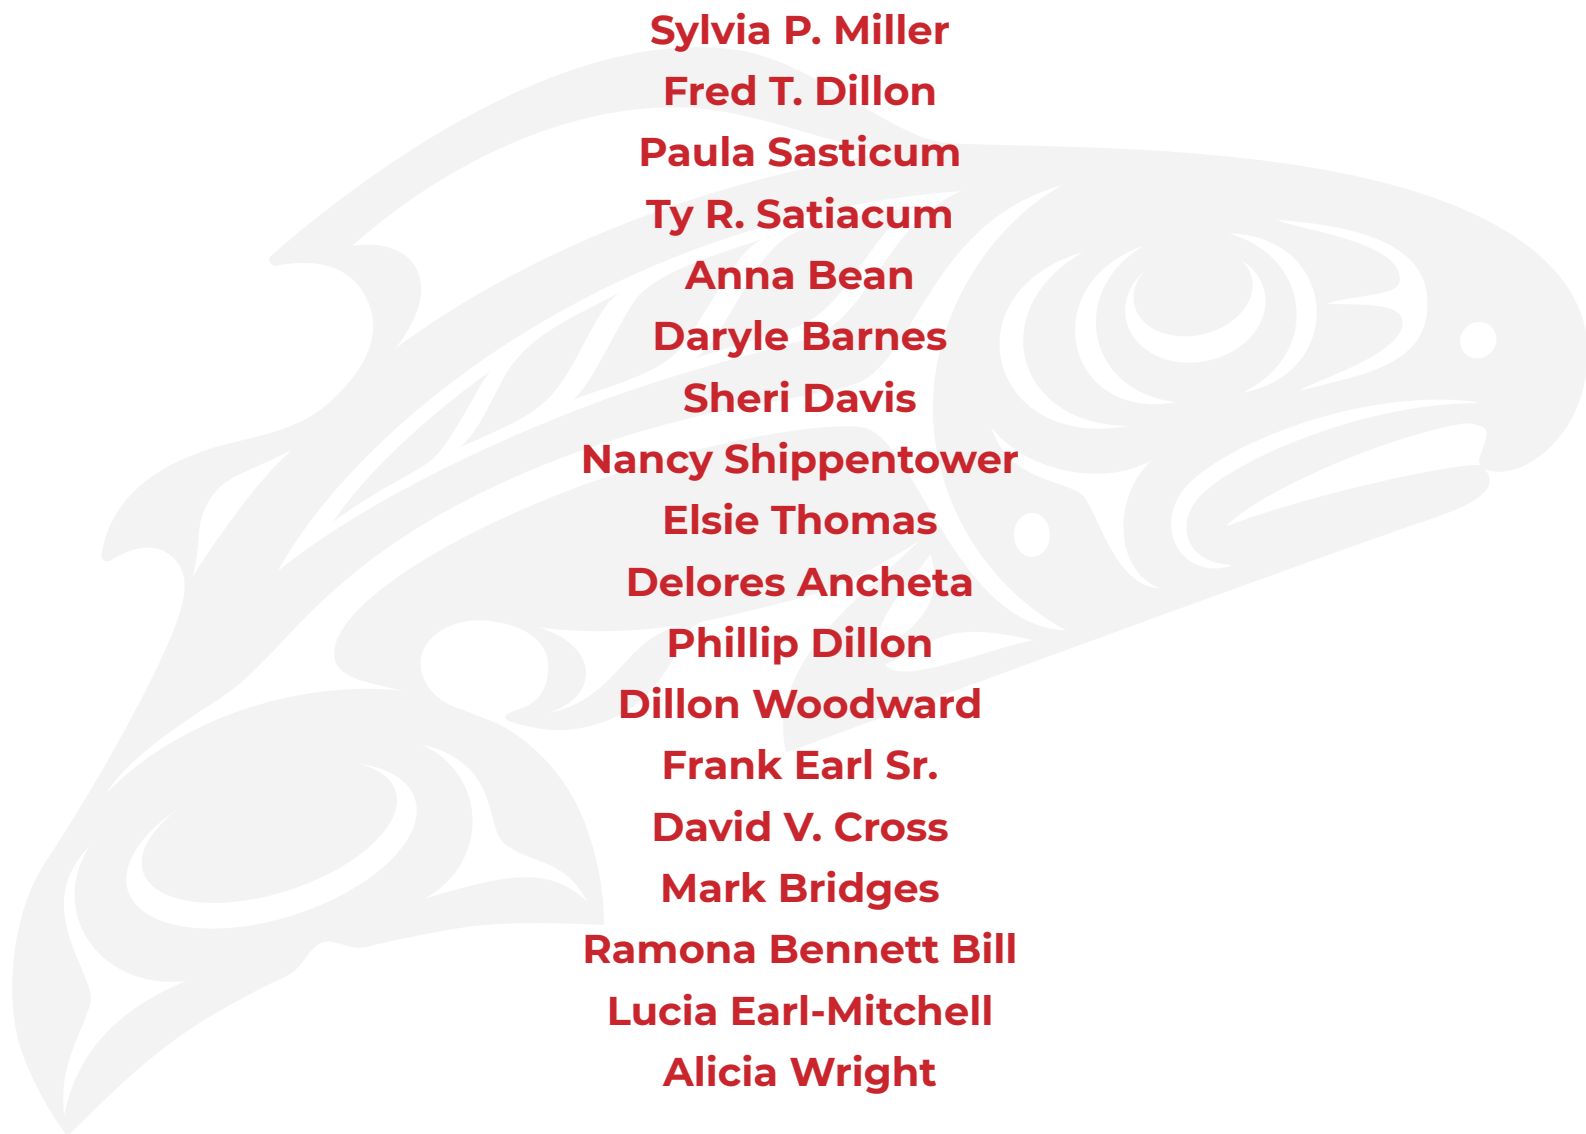 Sylvia P. Miller
Fred T. Dillon
Paula Sasticum
Ty R. Satiacum
Anna Bean
Daryle Barnes
Sheri Davis
Nancy Shippentower
Elsie Thomas
Delores Ancheta
Phillip Dillon
Dillon Woodward
Frank Earl Sr.
David V. Cross
Mark Bridges
Ramona Bennett Bill
Lucia Earl-Mitchell
Alicia Wright